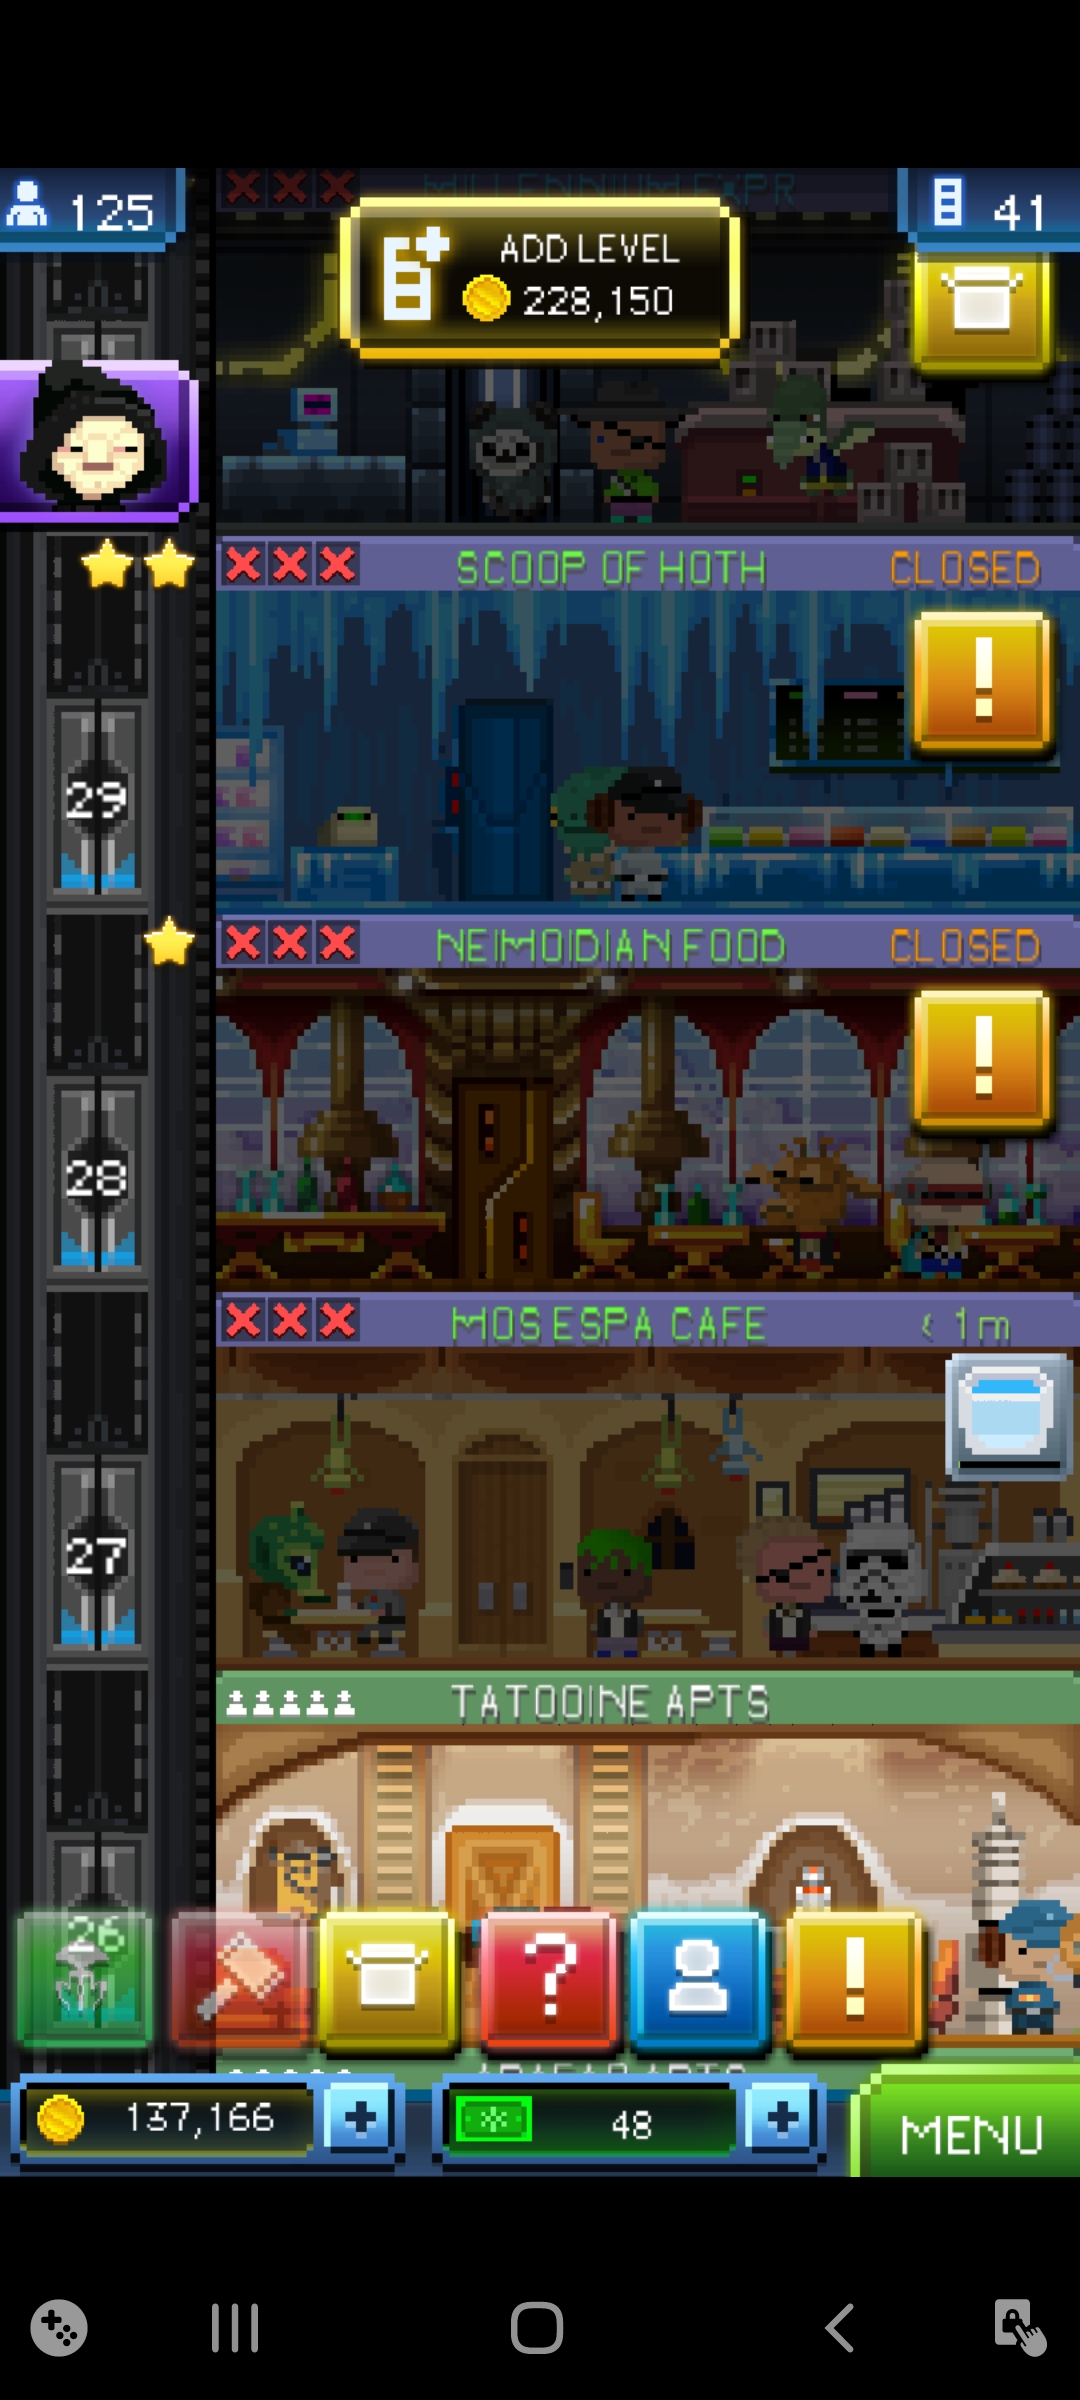 MILLENNIUM EXPR
125
41
ADD LEVEL
228,150
SCOOP OF HOTH
CLOSED
!
29
NEIMOIDIAN FOOD
CLOSED
!
28
MOS ESPA CAFE
< 1m
27
TATOOINE APTS
26
?
!
137,166
+
48
+
MENU